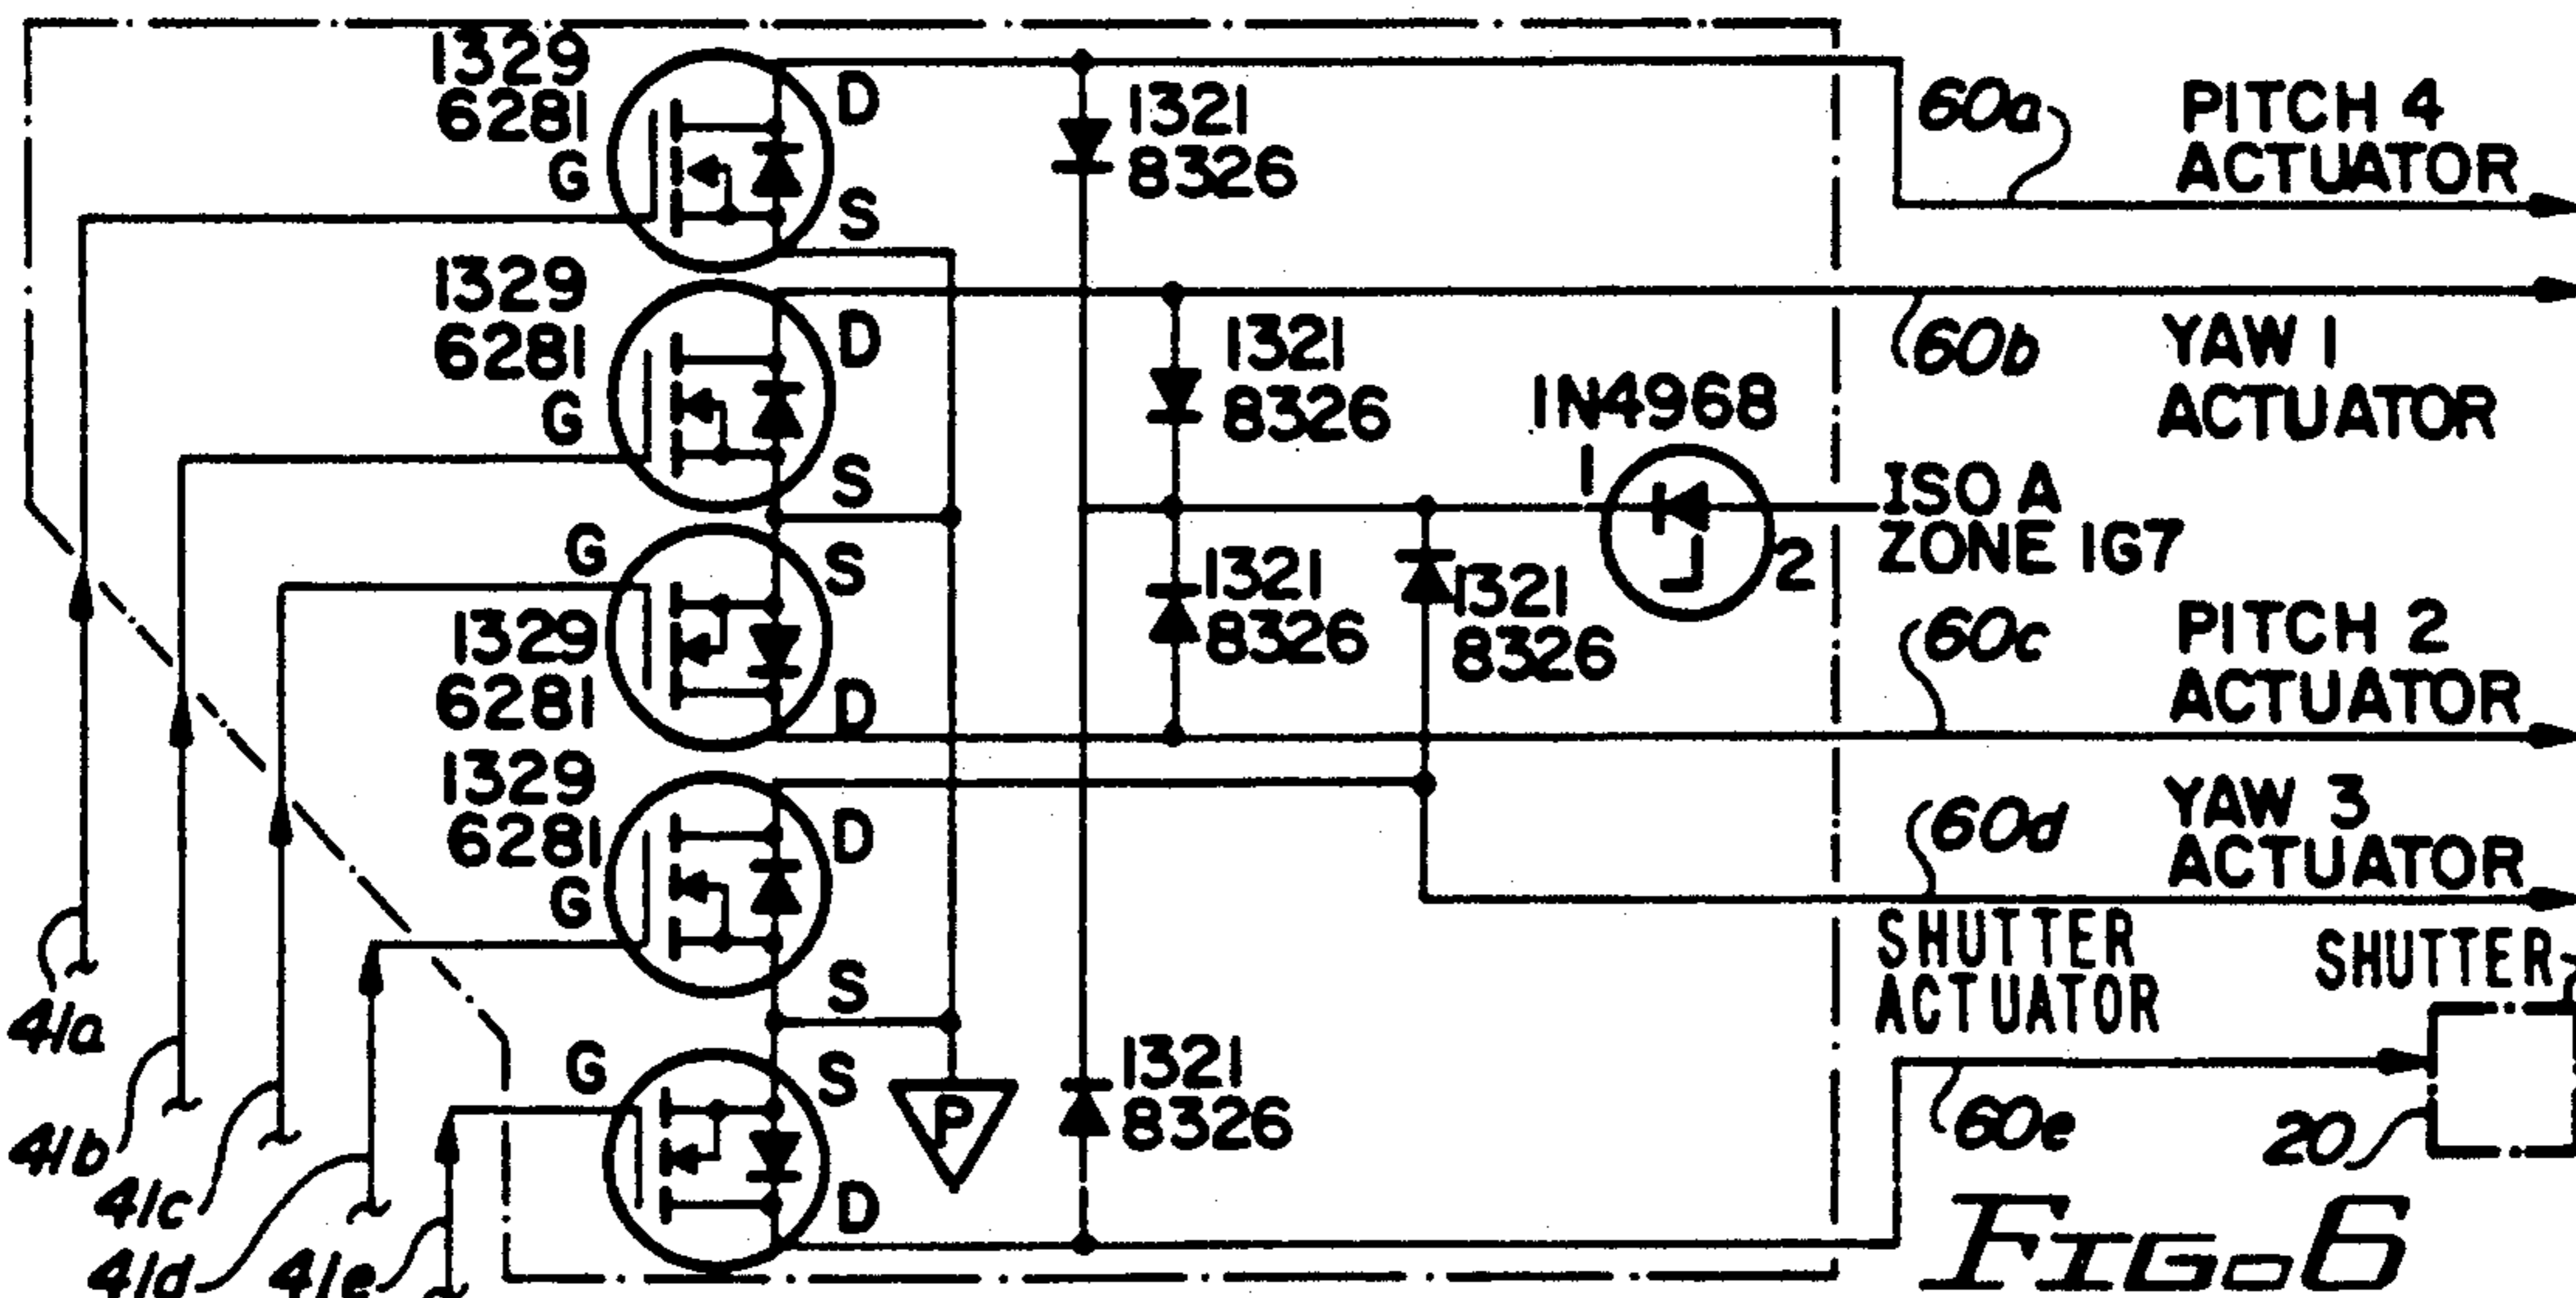 1329
6281
G
D
S
1321
8326
60a
PITCH 4
ACTUATOR
1329
6281
G
D
S
1321
8326
60b
YAW 1
ACTUATOR
1N4968
1
2
ISO A
ZONE 1G7
G
S
1329
6281
D
1321
8326
1321
8326
60c
PITCH 2
ACTUATOR
1329
6281
G
D
S
60d
YAW 3
ACTUATOR
SHUTTER
ACTUATOR
SHUTTER
41a
41b
41c
41d
41e
G
S
D
P
1321
8326
60e
20
FIG. 6